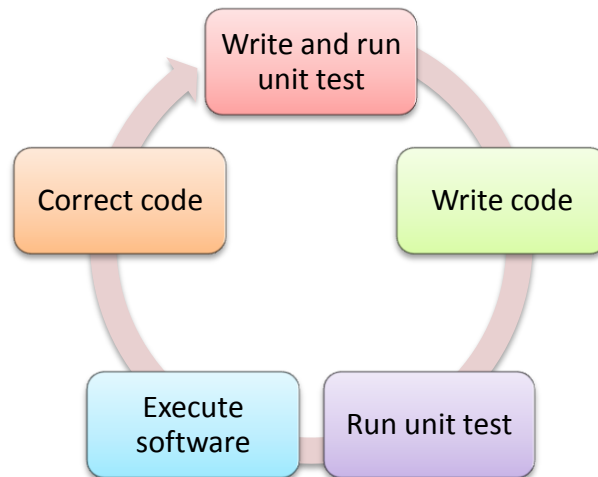 Write and run
unit test
Write code
Run unit test
Execute
software
Correct code